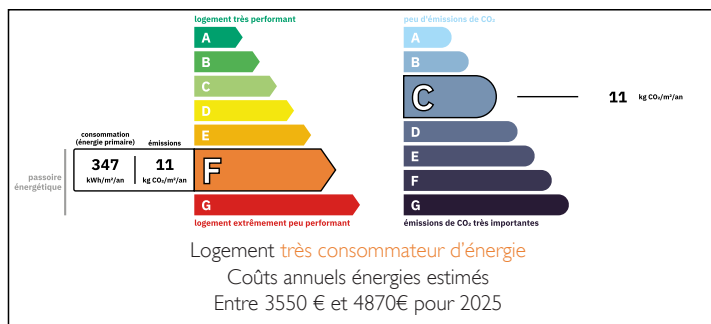 logement très performant
A
B
C
D
E
consommation
(énergie primaire)
émissions
347
11
kWh/m²/an
kg CO₂/m²/an
F
passoire
énergétique
G
logement extrêmement peu performant
peu d'émissions de CO₂
A
B
C
11 kg CO₂/m²/an
D
E
F
G
émissions de CO₂ très importantes
Logement très consommateur d'énergie
Coûts annuels énergies estimés
Entre 3550 € et 4870€ pour 2025